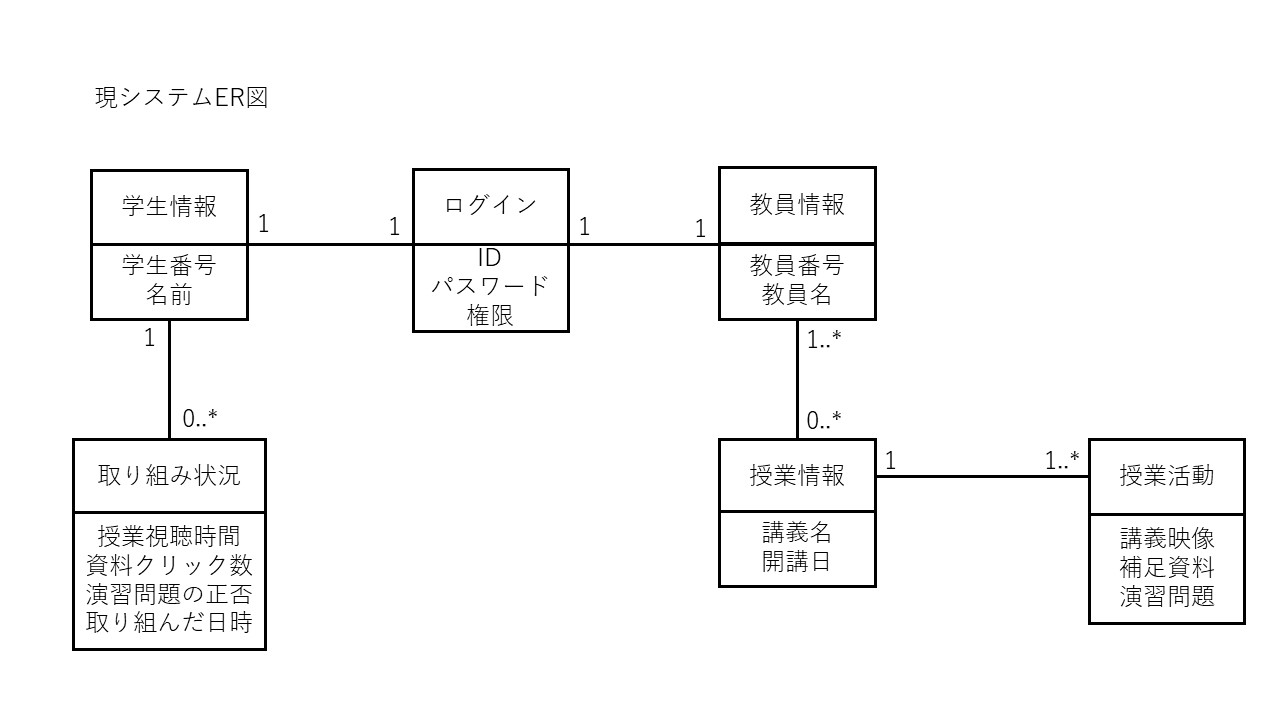 現システムER図
学生情報
学生番号
名前
1
1
ログイン
ID
パスワード
権限
1
1
教員情報
教員番号
教員名
1
0..*
取り組み状況
授業視聴時間
資料クリック数
演習問題の正否
取り組んだ日時
1..*
0..*
授業情報
講義名
開講日
1
1..*
授業活動
講義映像
補足資料
演習問題